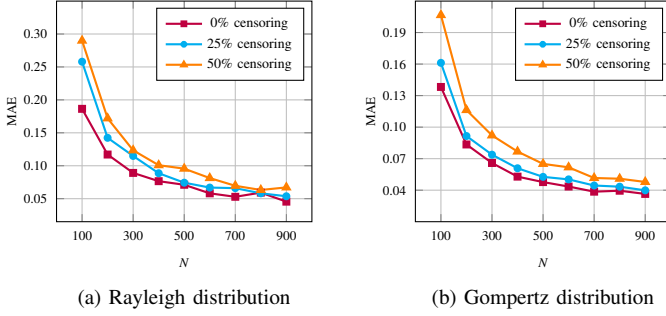 0% censoring
25% censoring
50% censoring
0.30
0.25
0.20
0.15
0.10
0.05
MAE
100 300 500 700 900
N
(a) Rayleigh distribution
0% censoring
25% censoring
50% censoring
0.19
0.16
0.13
0.10
0.07
0.04
MAE
100 300 500 700 900
N
(b) Gompertz distribution